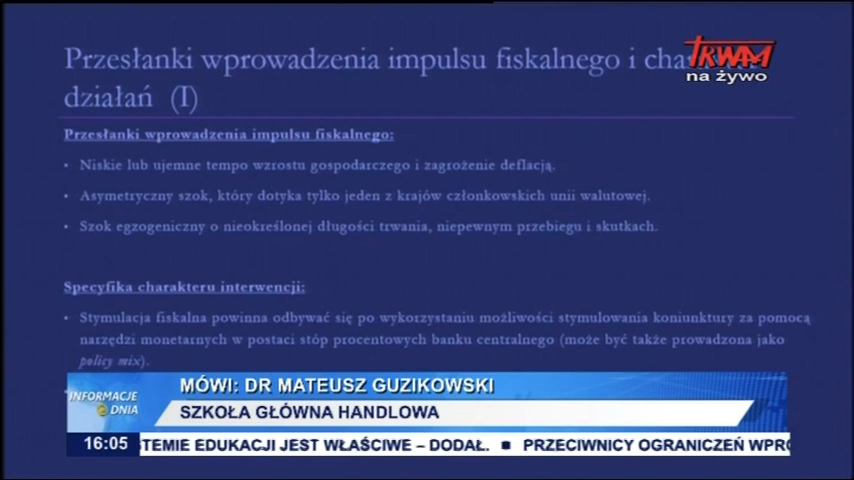 Przesłanki wprowadzenia impulsu fiskalnego i cha
działań (I)
TRWAM
na żywo
Przesłanki wprowadzenia impulsu fiskalnego:
• Niskie lub ujemne tempo wzrostu gospodarczego i zagrożenie deflacją.
• Asymetryczny szok, który dotyka tylko jeden z krajów członkowskich unii walutowej.
• Szok egzogeniczny o nieokreślonej długości trwania, niepewnym przebiegu i skutkach.
Specyfika charakteru interwencji:
• Stymulacja fiskalna powinna odbywać się po wykorzystaniu możliwości stymulowania koniunktury za pomocą
narzędzi monetarnych w postaci stóp procentowych banku centralnego (może być także prowadzona jako
policy mix).
INFORMACJE
DNIA
MÓWI: DR MATEUSZ GUZIKOWSKI
SZKOŁA GŁÓWNA HANDLOWA
16:05 STEMIE EDUKACJI JEST WŁAŚCIWE – DODAŁ. ■ PRZECIWNICY OGRANICZEŃ WPRO